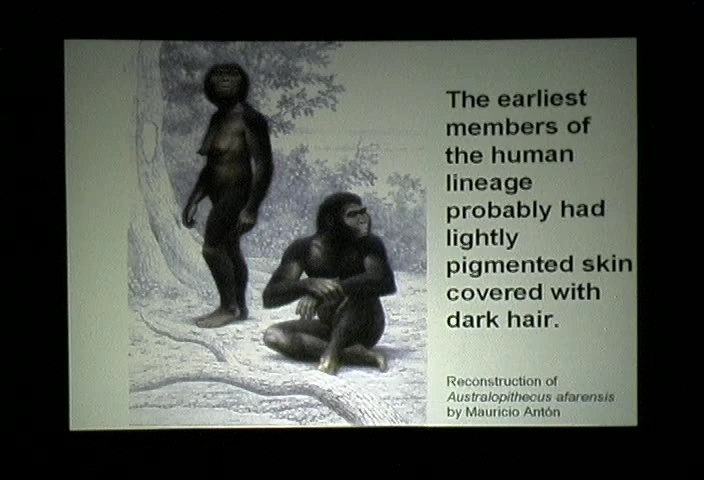 The earliest
members of
the human
lineage
probably had
lightly
pigmented skin
covered with
dark hair.
Reconstruction of
Australopithecus afarensis
by Mauricio Antón